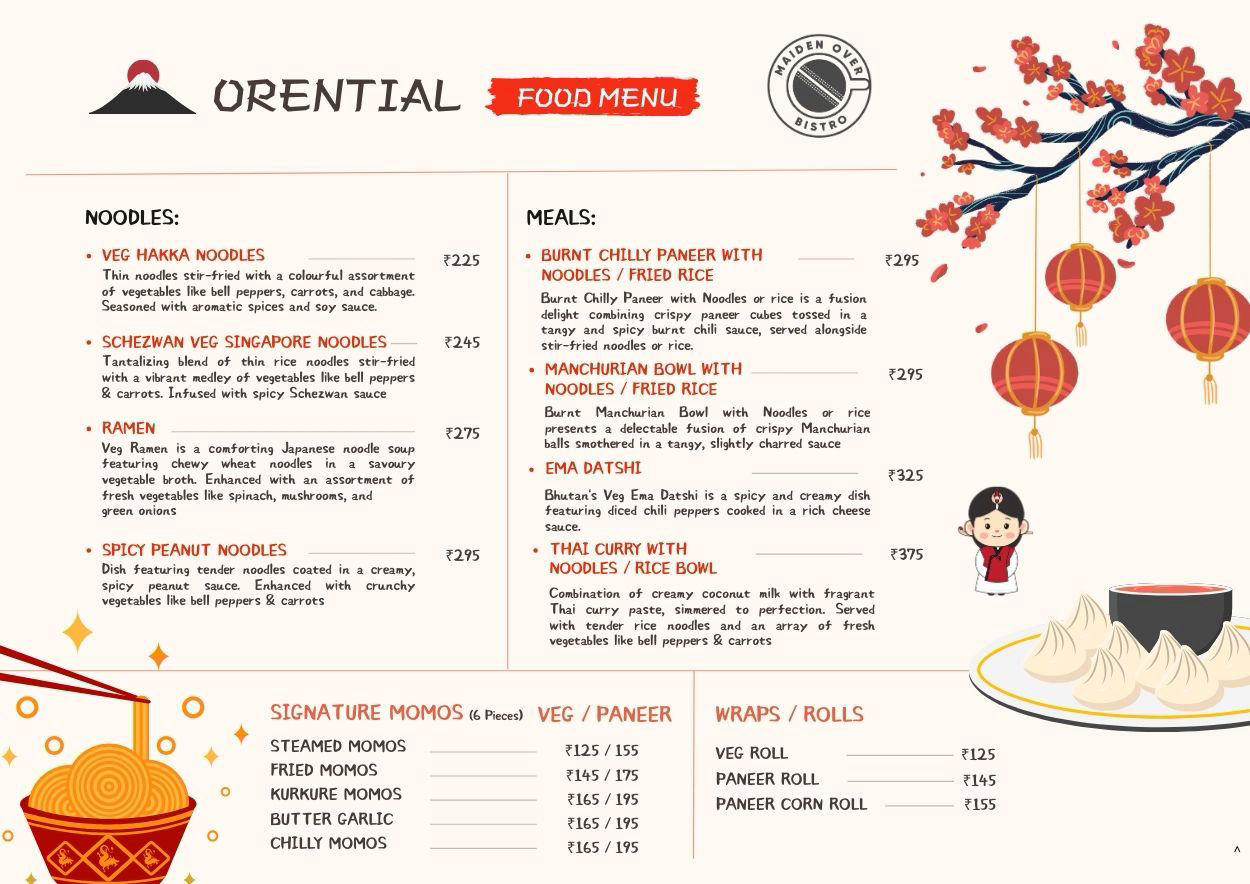 ORENTIAL FOOD MENU
MAIDEN OVER
BISTRO
NOODLES:
• VEG HAKKA NOODLES ₹225
Thin noodles stir-fried with a colourful assortment
of vegetables like bell peppers, carrots, and cabbage.
Seasoned with aromatic spices and soy sauce.
• SCHEZWAN VEG SINGAPORE NOODLES ₹245
Tantalizing blend of thin rice noodles stir-fried
with a vibrant medley of vegetables like bell peppers
& carrots. Infused with spicy Schezwan sauce
• RAMEN ₹275
Veg Ramen is a comforting Japanese noodle soup
featuring chewy wheat noodles in a savoury
vegetable broth. Enhanced with an assortment of
fresh vegetables like spinach, mushrooms, and
green onions
• SPICY PEANUT NOODLES ₹295
Dish featuring tender noodles coated in a creamy,
spicy peanut sauce. Enhanced with crunchy
vegetables like bell peppers & carrots
MEALS:
• BURNT CHILLY PANEER WITH ₹295
NOODLES / FRIED RICE
Burnt Chilly Paneer with Noodles or rice is a fusion
delight combining crispy paneer cubes tossed in a
tangy and spicy burnt chili sauce, served alongside
stir-fried noodles or rice.
• MANCHURIAN BOWL WITH ₹295
NOODLES / FRIED RICE
Burnt Manchurian Bowl with Noodles or rice
presents a delectable fusion of crispy Manchurian
balls smothered in a tangy, slightly charred sauce
• EMA DATSHI ₹325
Bhutan's Veg Ema Datshi is a spicy and creamy dish
featuring diced chili peppers cooked in a rich cheese
sauce.
• THAI CURRY WITH ₹375
NOODLES / RICE BOWL
Combination of creamy coconut milk with fragrant
Thai curry paste, simmered to perfection. Served
with tender rice noodles and an array of fresh
vegetables like bell peppers & carrots
SIGNATURE MOMOS (6 Pieces) VEG / PANEER
STEAMED MOMOS ₹125 / 155
FRIED MOMOS ₹145 / 175
KURKURE MOMOS ₹165 / 195
BUTTER GARLIC ₹165 / 195
CHILLY MOMOS ₹165 / 195
WRAPS / ROLLS
VEG ROLL ₹125
PANEER ROLL ₹145
PANEER CORN ROLL ₹155
^